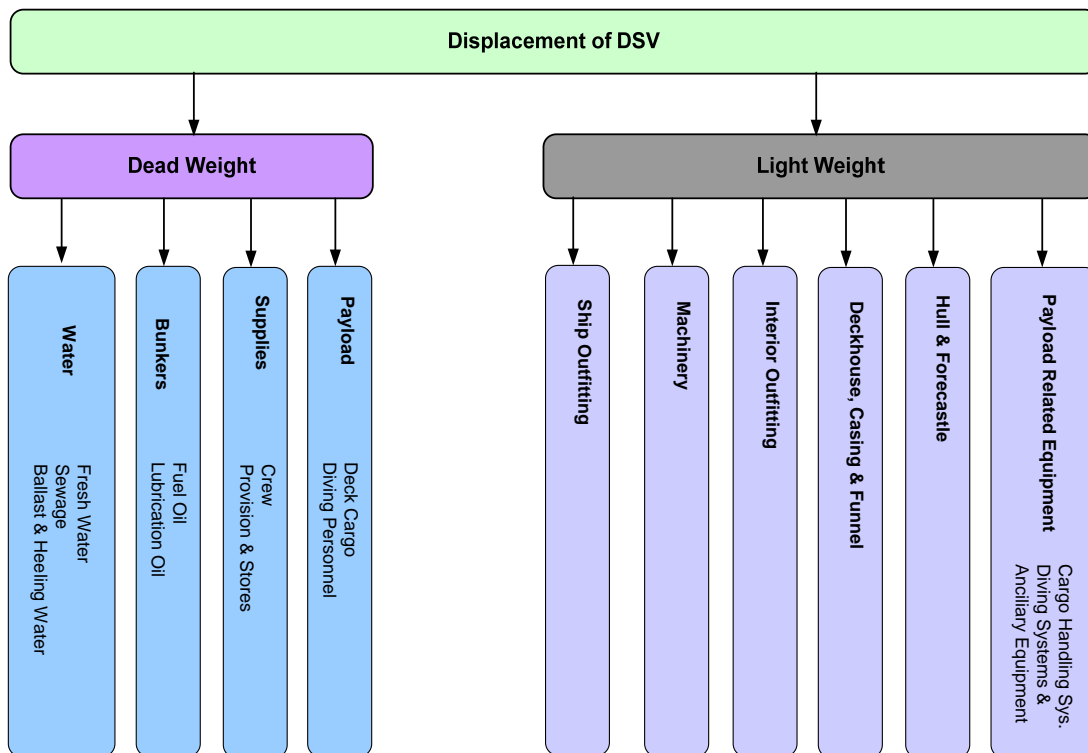 Displacement of DSV
Dead Weight
Light Weight
Water
Fresh Water
Sewage
Ballast & Heeling Water
Bunkers
Fuel Oil
Lubrication Oil
Supplies
Crew
Provision & Stores
Payload
Deck Cargo
Diving Personnel
Ship Outfitting
Machinery
Interior Outfitting
Deckhouse, Casing & Funnel
Hull & Forecastle
Payload Related Equipment
Cargo Handling Sys.
Diving Systems &
Anciliary Equipment